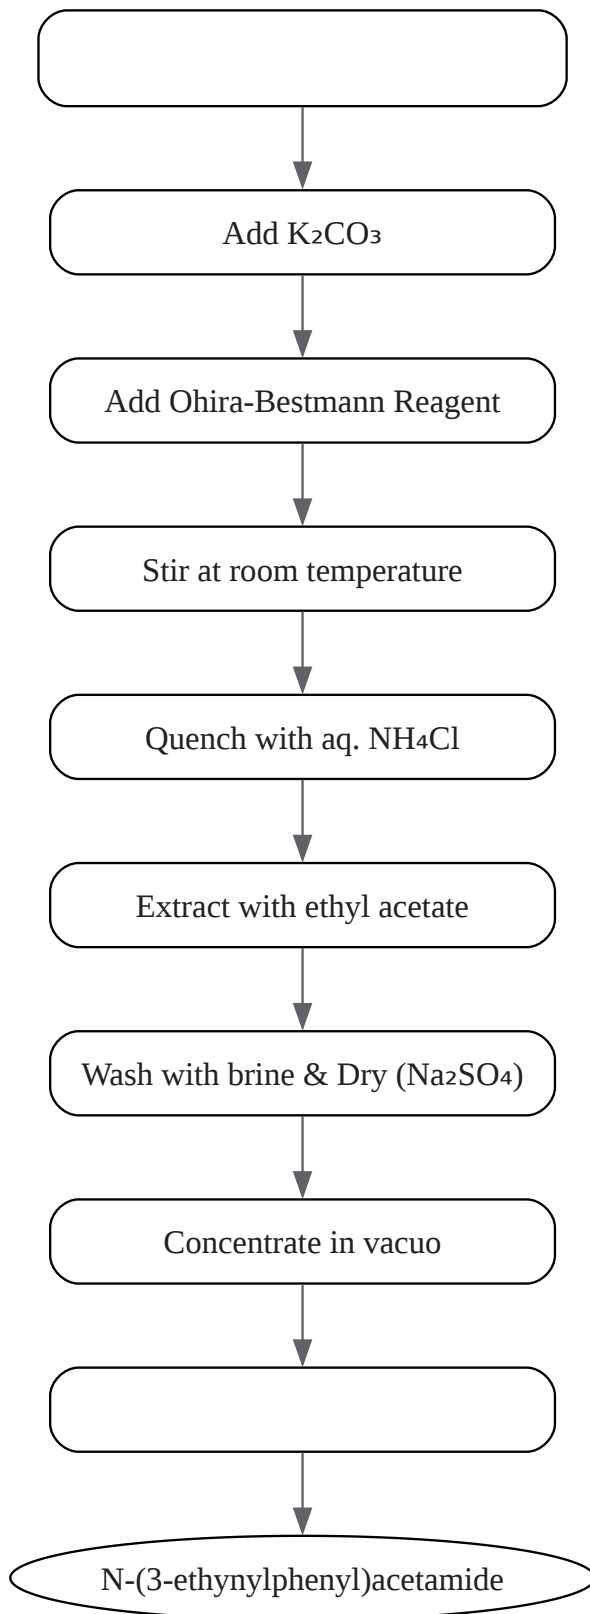 Add K₂CO₃
Add Ohira-Bestmann Reagent
Stir at room temperature
Quench with aq. NH₄Cl
Extract with ethyl acetate
Wash with brine & Dry (Na₂SO₄)
Concentrate in vacuo
N-(3-ethynylphenyl)acetamide